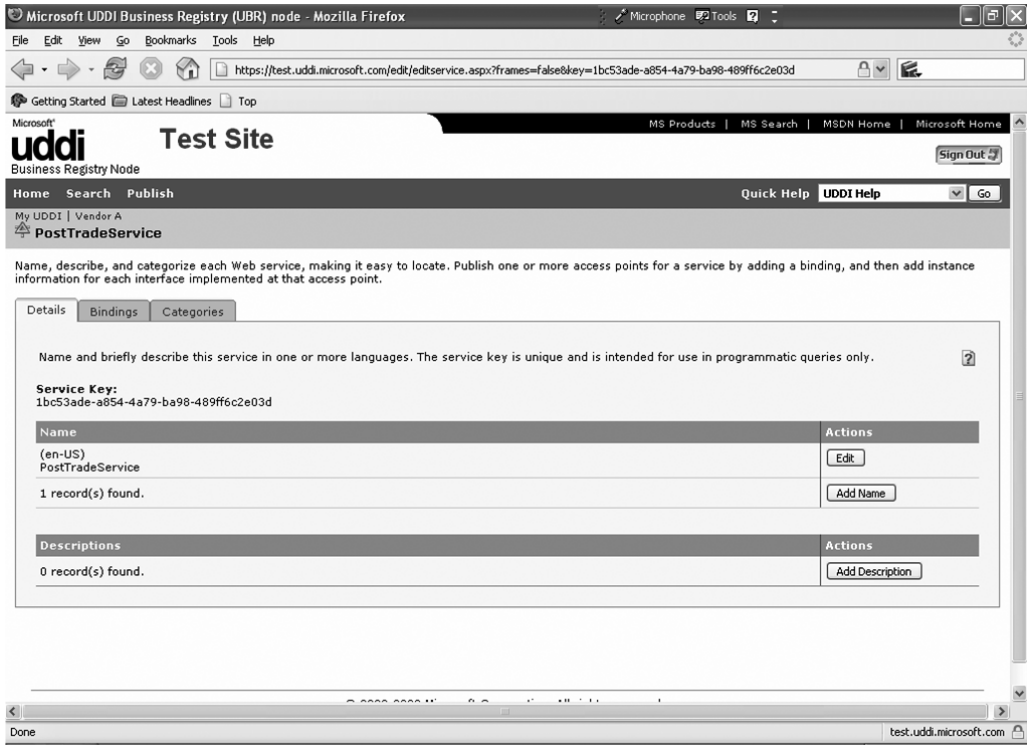 Microsoft UDDI Business Registry (UBR) node - Mozilla Firefox
Microphone Tools
File Edit View Go Bookmarks Tools Help
https://test.uddi.microsoft.com/edit/editservice.aspx?frames=false&key=1bc53ade-a854-4a79-ba98-489ff6c2e03d
Getting Started Latest Headlines Top
Microsoft
uddi
Business Registry Node
Test Site
MS Products | MS Search | MSDN Home | Microsoft Home
Sign Out
Home Search Publish
Quick Help UDDI Help Go
My UDDI | Vendor A
PostTradeService
Name, describe, and categorize each Web service, making it easy to locate. Publish one or more access points for a service by adding a binding, and then add instance
information for each interface implemented at that access point.
Details Bindings Categories
Name and briefly describe this service in one or more languages. The service key is unique and is intended for use in programmatic queries only.
Service Key:
1bc53ade-a854-4a79-ba98-489ff6c2e03d
Name Actions
(en-US)
PostTradeService
Edit
1 record(s) found. Add Name
Descriptions Actions
0 record(s) found. Add Description
Done test.uddi.microsoft.com